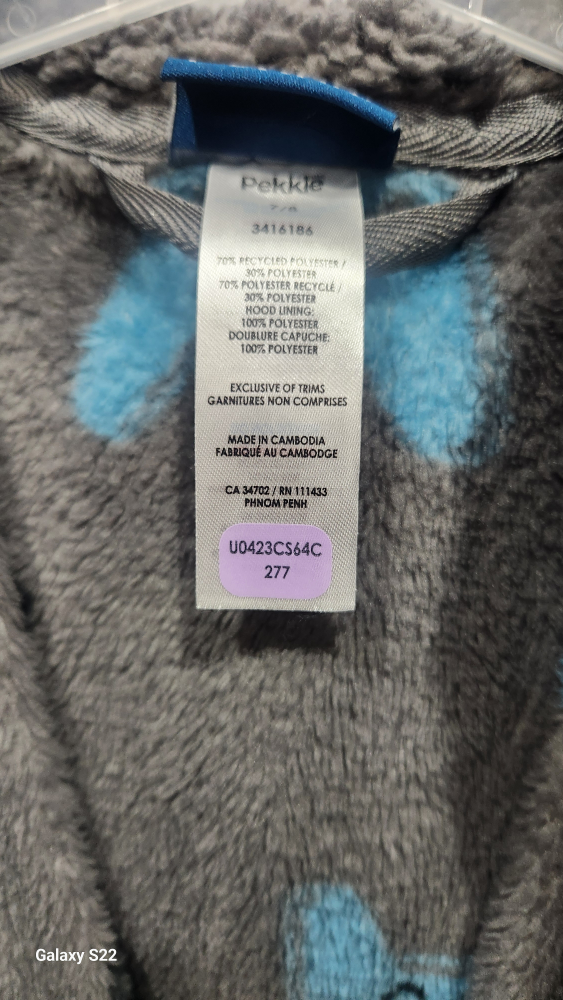 Pekkle
3416186
70% RECYCLED POLYESTER /
30% POLYESTER
70% POLYESTER RECYCLÉ /
30% POLYESTER
HOOD LINING:
100% POLYESTER
DOUBLURE CAPUCHE:
100% POLYESTER
EXCLUSIVE OF TRIMS
GARNITURES NON COMPRISES
MADE IN CAMBODIA
FABRIQUÉ AU CAMBODGE
CA 34702 / RN 111433
PHNOM PENH
U0423CS64C
277
Galaxy S22